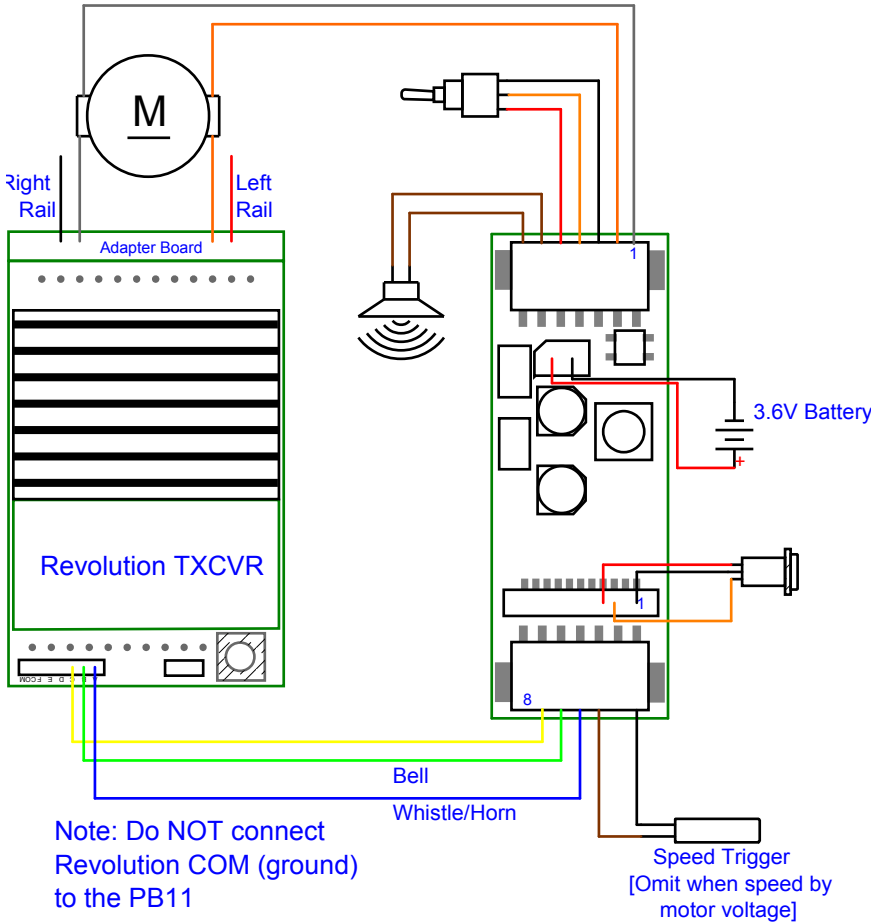 M
Right
Rail
Left
Rail
Adapter Board
1
3.6V Battery
+
Revolution TXCVR
1
8
COM F E D
Bell
Whistle/Horn
Note: Do NOT connect
Revolution COM (ground)
to the PB11
Speed Trigger
[Omit when speed by
motor voltage]